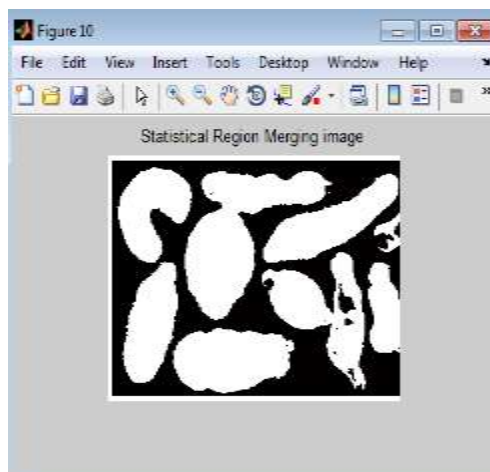 Figure 10
File Edit View Insert Tools Desktop Window Help
Statistical Region Merging image